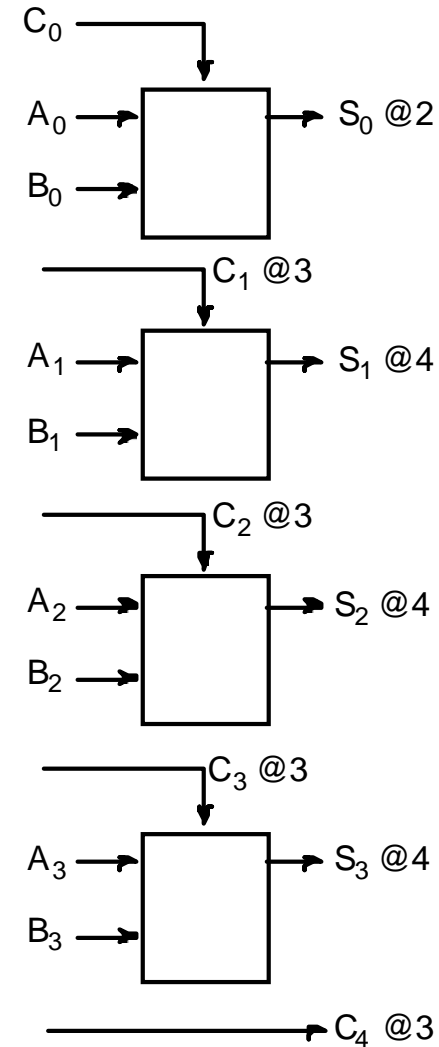 C₀
A₀ S₀ @2
B₀
C₁ @3
A₁ S₁ @4
B₁
C₂ @3
A₂ S₂ @4
B₂
C₃ @3
A₃ S₃ @4
B₃
C₄ @3